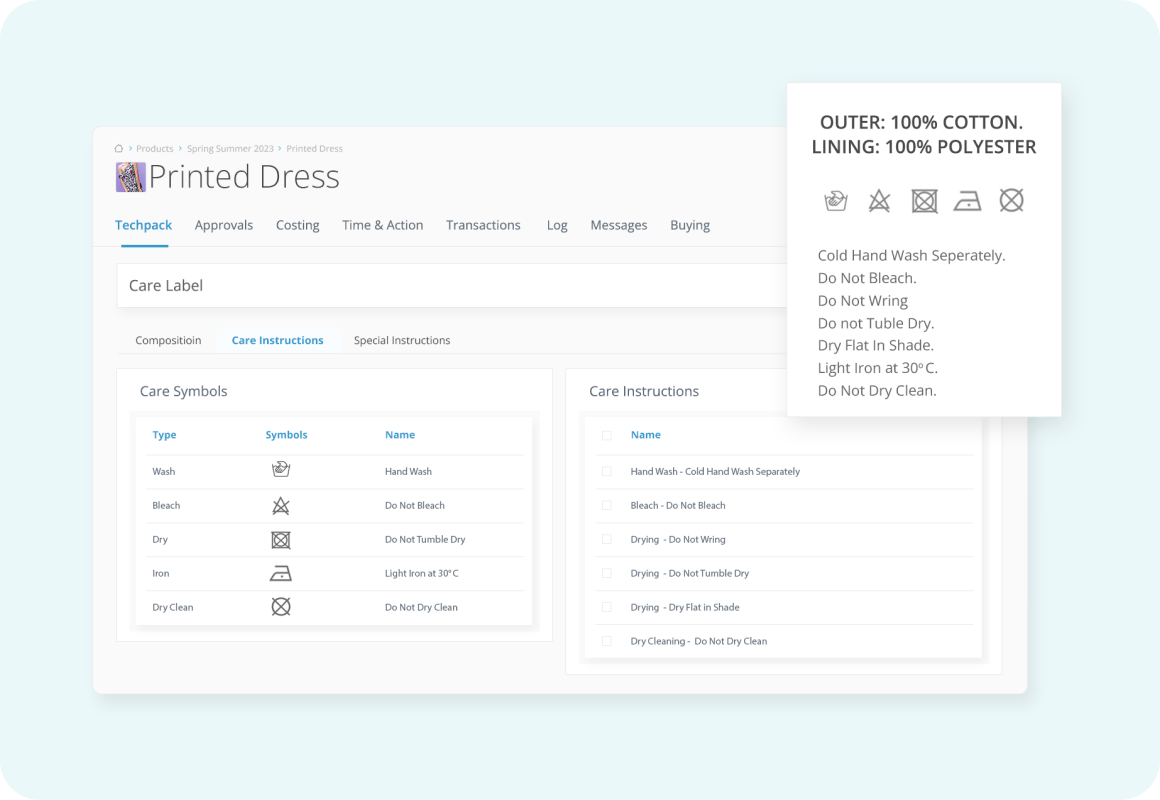 Products > Spring Summer 2023 > Printed Dress
Printed Dress
Techpack Approvals Costing Time & Action Transactions Log Messages Buying
Care Label
Compositioin Care Instructions Special Instructions
Care Symbols
Type Symbols Name
Wash Hand Wash
Bleach Do Not Bleach
Dry Do Not Tumble Dry
Iron Light Iron at 30°C
Dry Clean Do Not Dry Clean
Care Instructions
Name
Hand Wash - Cold Hand Wash Separately
Bleach - Do Not Bleach
Drying - Do Not Wring
Drying - Do Not Tumble Dry
Drying - Dry Flat in Shade
Dry Cleaning - Do Not Dry Clean
OUTER: 100% COTTON.
LINING: 100% POLYESTER
Cold Hand Wash Seperately.
Do Not Bleach.
Do Not Wring
Do not Tuble Dry.
Dry Flat In Shade.
Light Iron at 30° C.
Do Not Dry Clean.